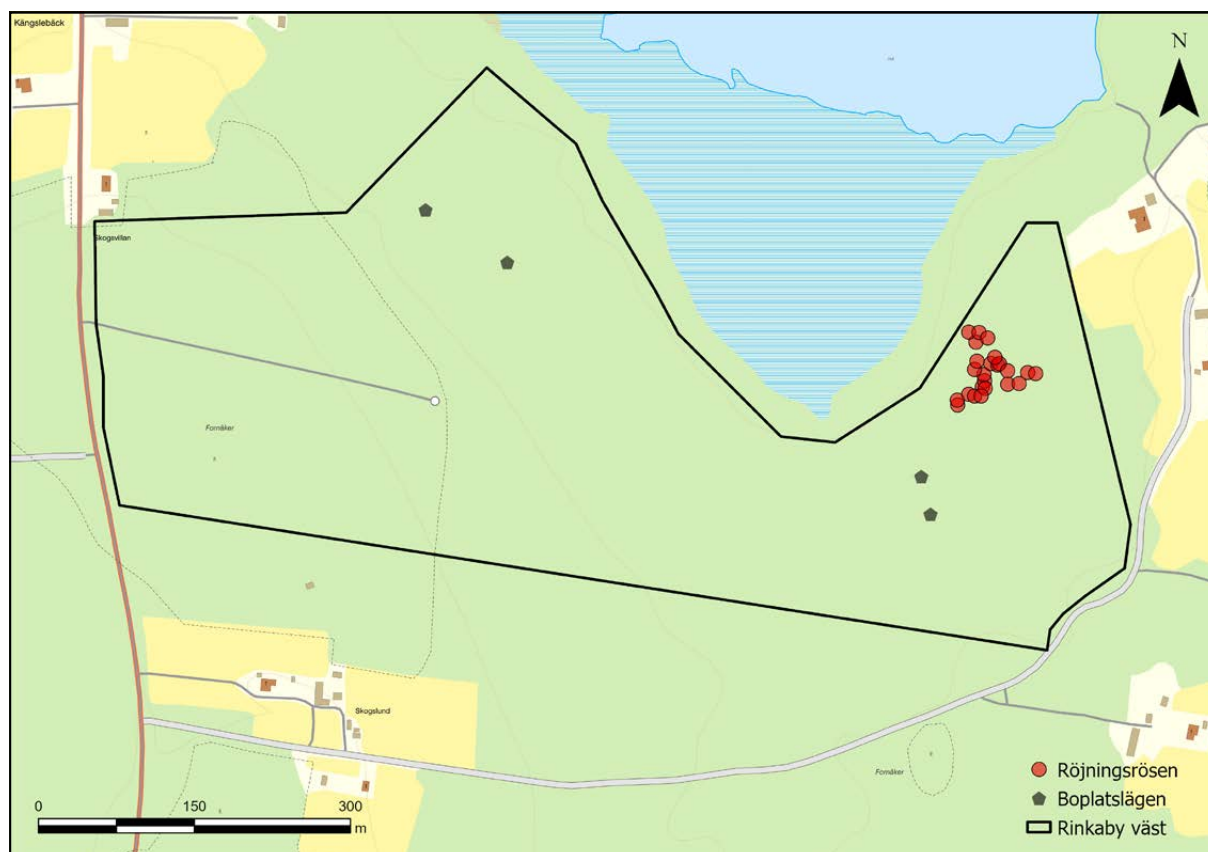 Kängslebäck
N
Skogsvillan
Fornåker
Skogslund
Fornåker
Röjningsrösen
Boplatslägen
Rinkaby väst
0 150 300
m